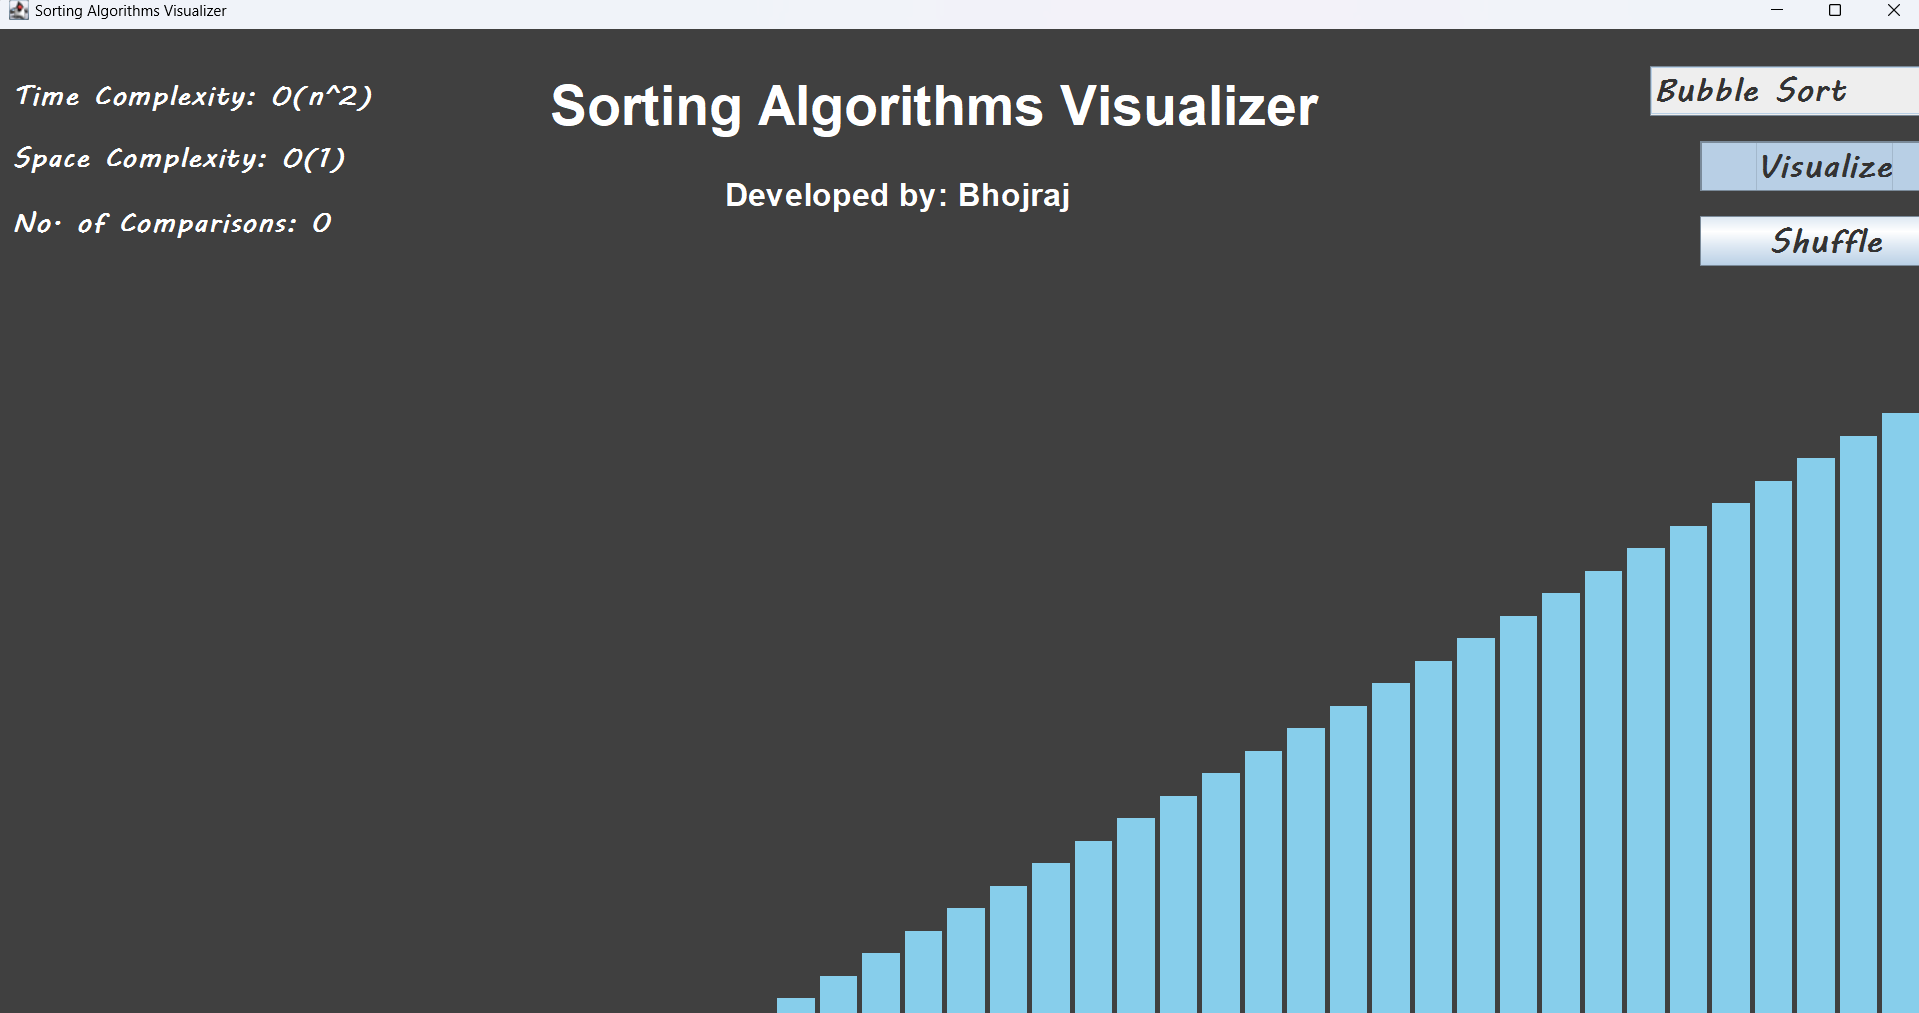 Sorting Algorithms Visualizer
Time Complexity: O(n^2)
Space Complexity: O(1)
No. of Comparisons: 0
Sorting Algorithms Visualizer
Developed by: Bhojraj
Bubble Sort
Visualize
Shuffle